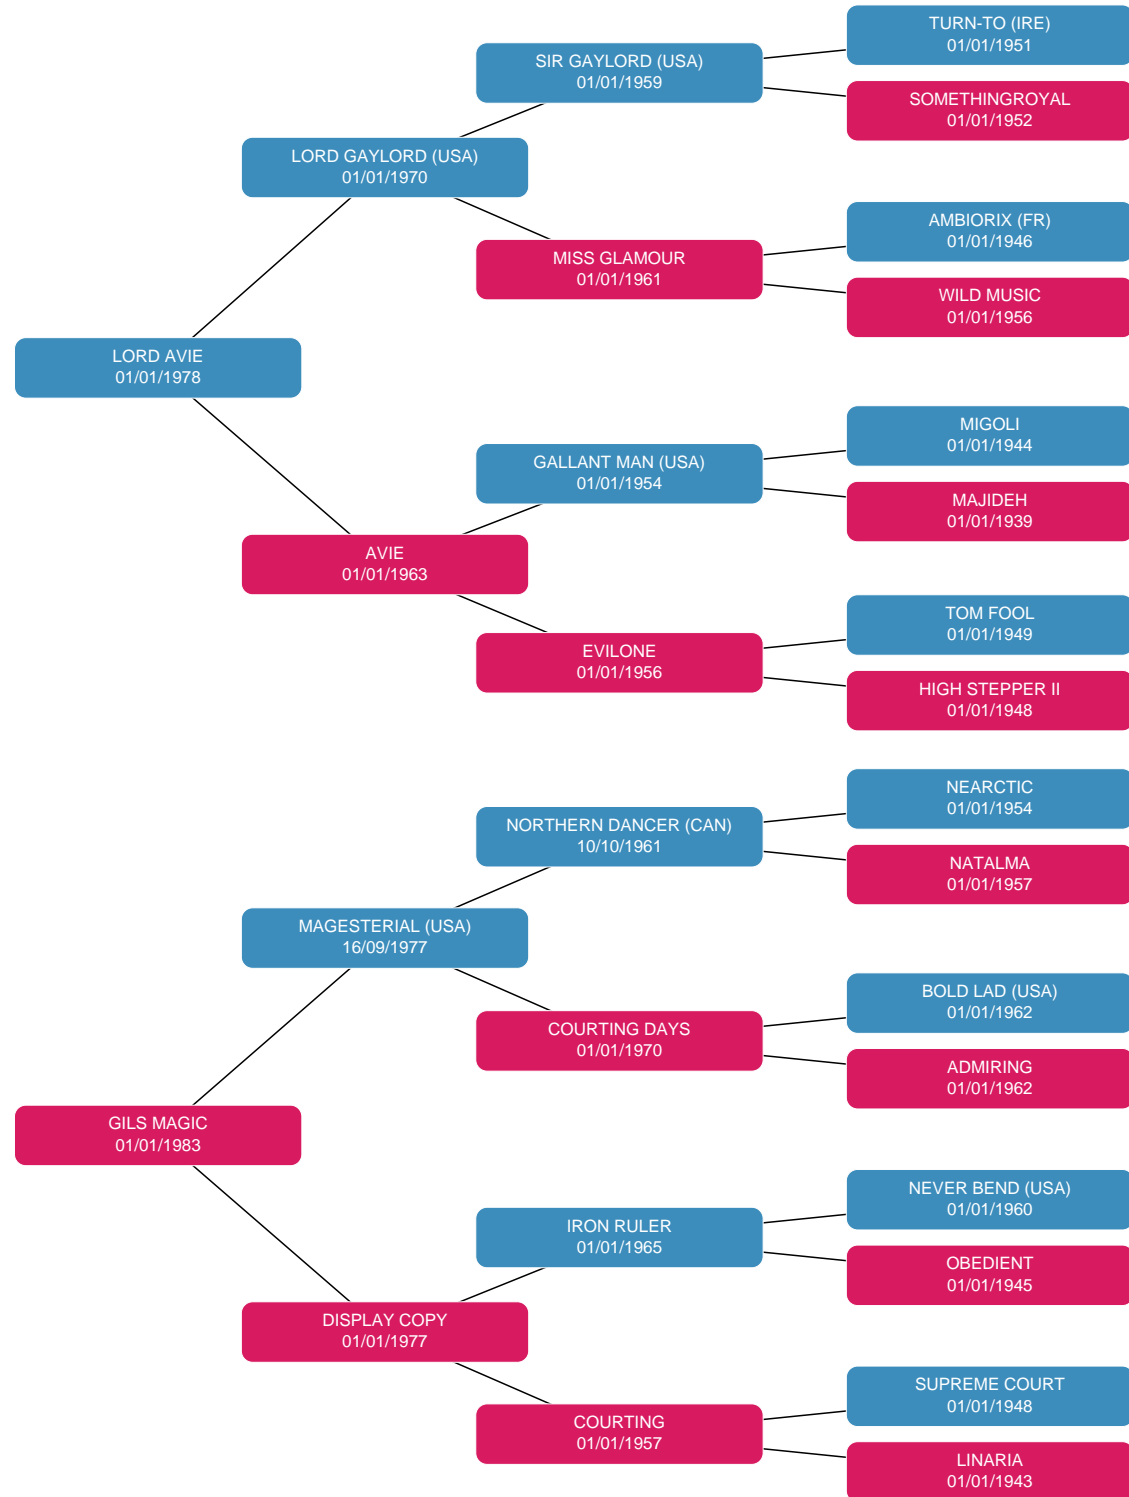 TURN-TO (IRE)
01/01/1951
SIR GAYLORD (USA)
01/01/1959
SOMETHINGROYAL
01/01/1952
LORD GAYLORD (USA)
01/01/1970
AMBIORIX (FR)
01/01/1946
MISS GLAMOUR
01/01/1961
WILD MUSIC
01/01/1956
LORD AVIE
01/01/1978
MIGOLI
01/01/1944
GALLANT MAN (USA)
01/01/1954
MAJIDEH
01/01/1939
AVIE
01/01/1963
TOM FOOL
01/01/1949
EVILONE
01/01/1956
HIGH STEPPER II
01/01/1948
NEARCTIC
01/01/1954
NORTHERN DANCER (CAN)
10/10/1961
NATALMA
01/01/1957
MAGESTERIAL (USA)
16/09/1977
BOLD LAD (USA)
01/01/1962
COURTING DAYS
01/01/1970
ADMIRING
01/01/1962
GILS MAGIC
01/01/1983
NEVER BEND (USA)
01/01/1960
IRON RULER
01/01/1965
OBEDIENT
01/01/1945
DISPLAY COPY
01/01/1977
SUPREME COURT
01/01/1948
COURTING
01/01/1957
LINARIA
01/01/1943